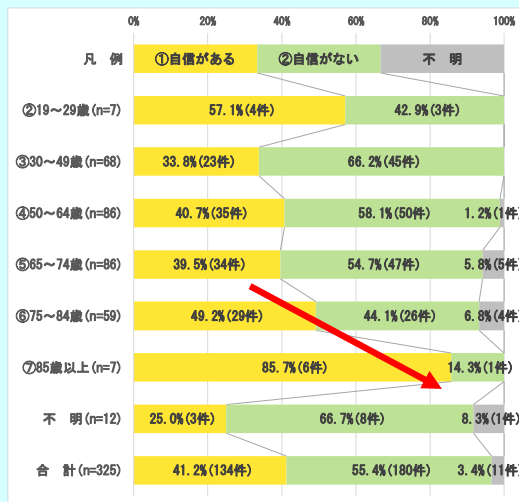 0% 20% 40% 60% 80% 100%
凡 例 ①自信がある ②自信がない 不 明
②19～29歳(n=7) 57.1%(4件) 42.9%(3件)
③30～49歳(n=68) 33.8%(23件) 66.2%(45件)
④50～64歳(n=86) 40.7%(35件) 58.1%(50件) 1.2%(1件)
⑤65～74歳(n=86) 39.5%(34件) 54.7%(47件) 5.8%(5件)
⑥75～84歳(n=59) 49.2%(29件) 44.1%(26件) 6.8%(4件)
⑦85歳以上(n=7) 85.7%(6件) 14.3%(1件)
不 明(n=12) 25.0%(3件) 66.7%(8件) 8.3%(1件)
合 計(n=325) 41.2%(134件) 55.4%(180件) 3.4%(11件)